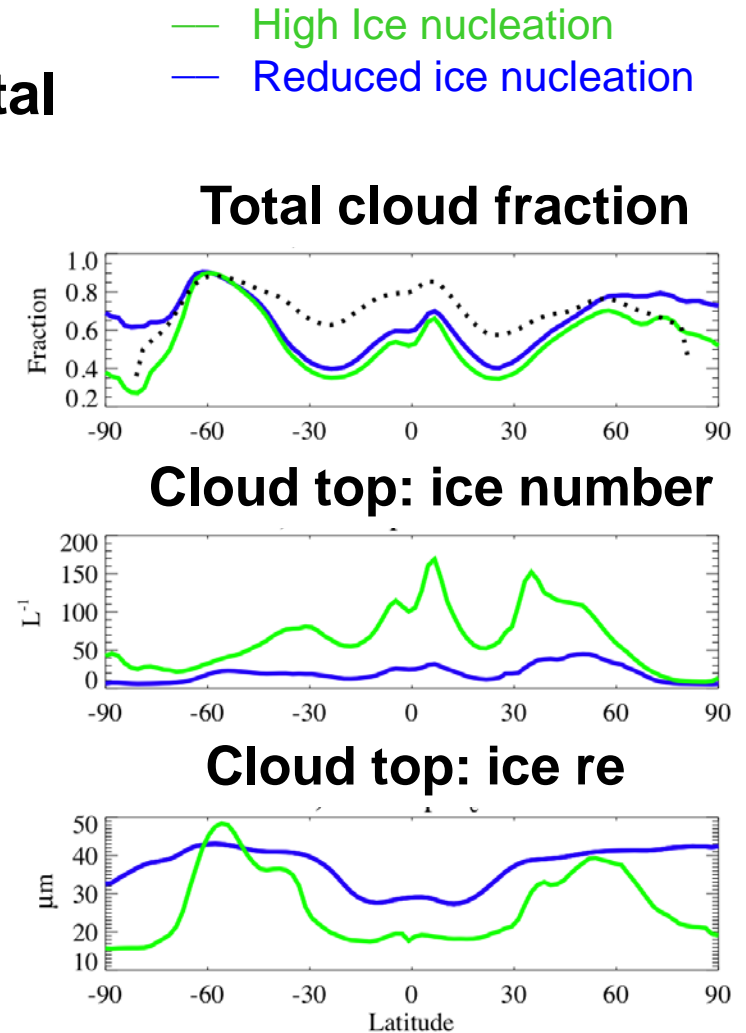 High Ice nucleation
Reduced ice nucleation
tal
Total cloud fraction
1.0
0.8
0.6
0.4
0.2
Fraction
-90 -60 -30 0 30 60 90
Cloud top: ice number
200
150
100
50
0
L-1
-90 -60 -30 0 30 60 90
Cloud top: ice re
50
40
30
20
10
µm
-90 -60 -30 0 30 60 90
Latitude